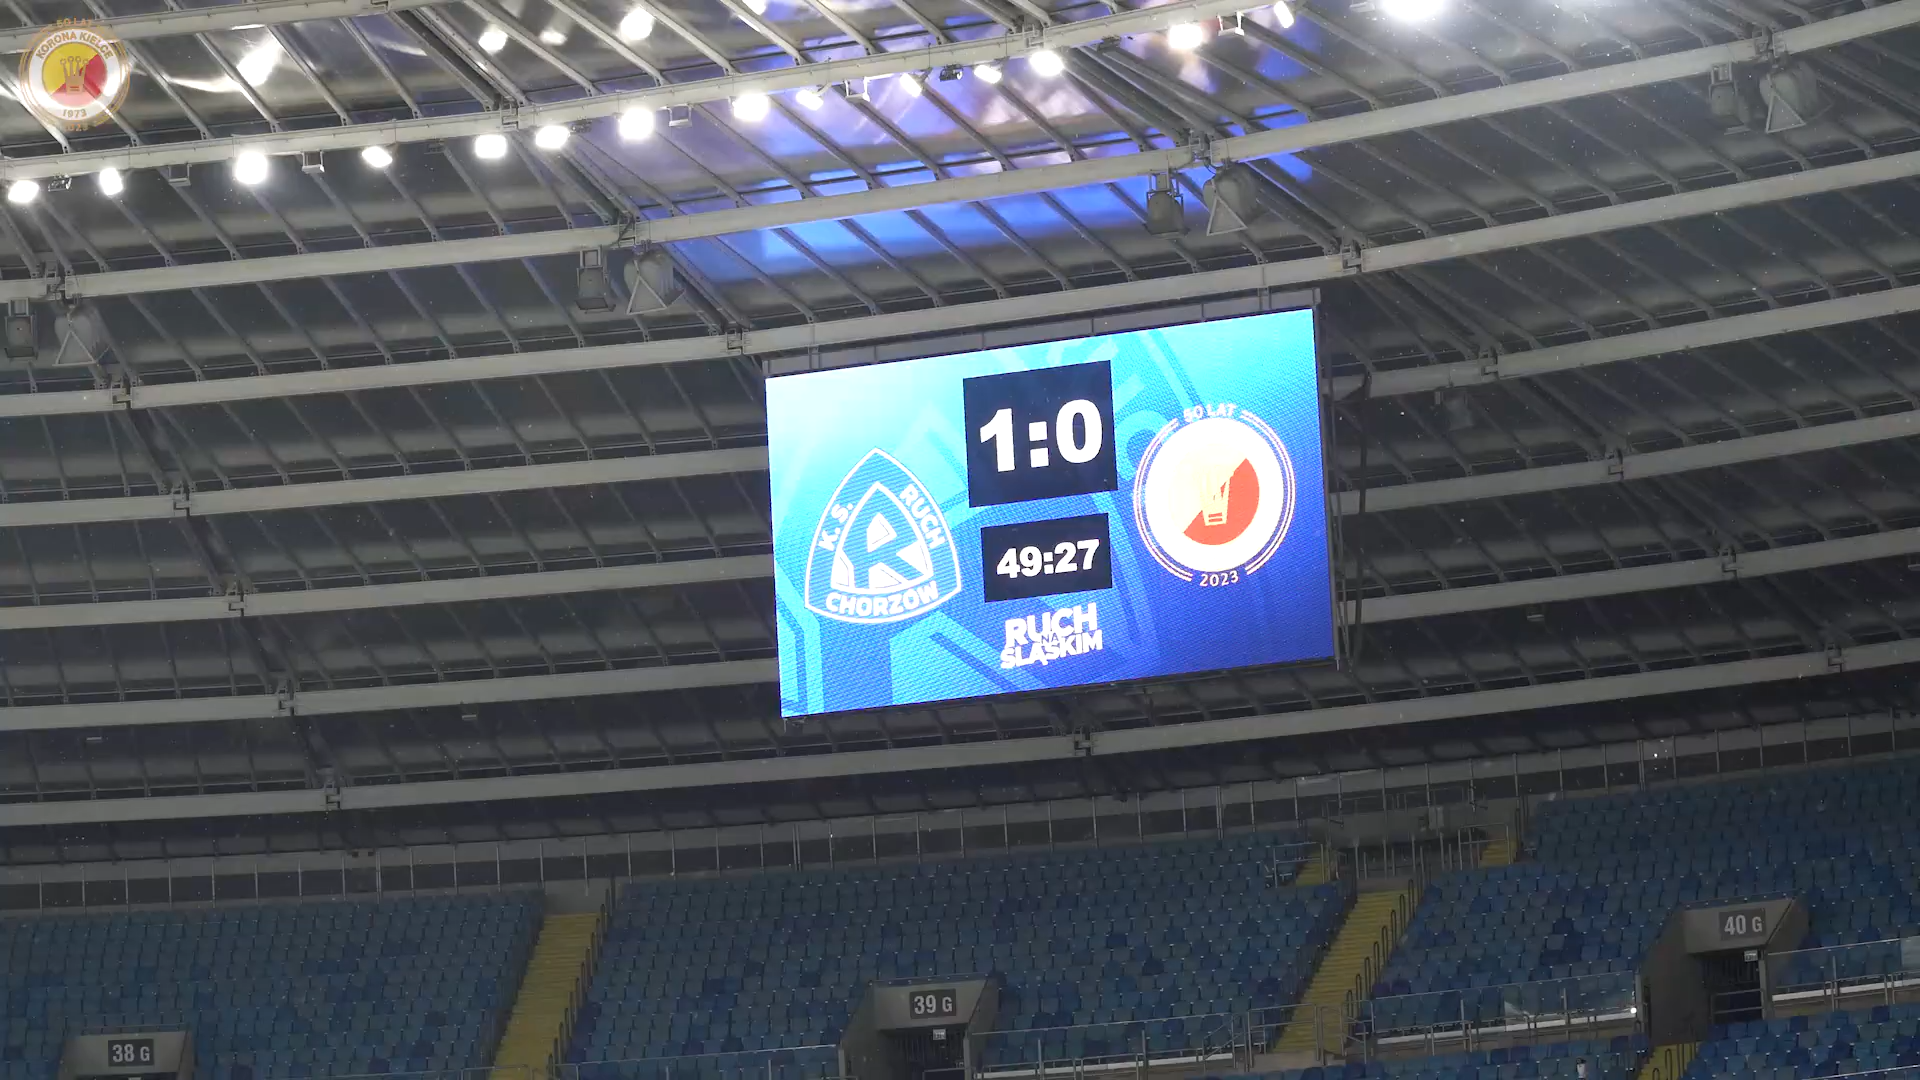 50 LAT
KORONA KIELCE
1973
1:0
50 LAT
K.S. RUCH
CHORZÓW
49:27
2023
RUCH
NA
ŚLĄSKIM
40 G
39 G
38 G